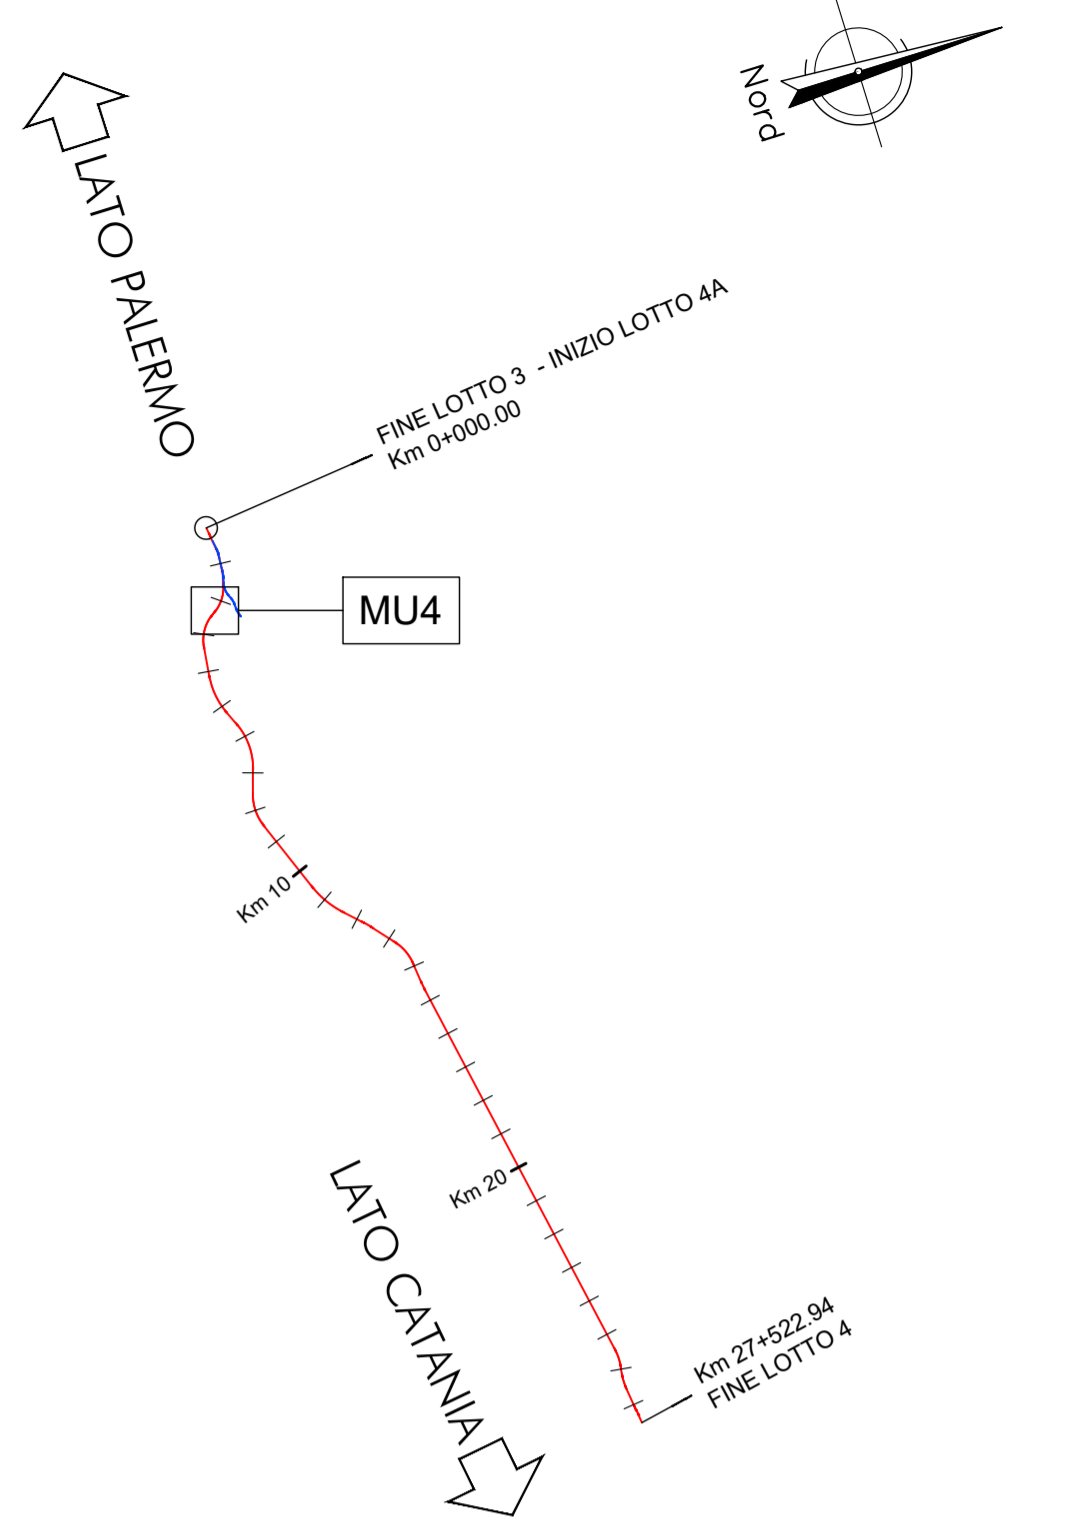 Nord
LATO PALERMO
FINE LOTTO 3 - INIZIO LOTTO 4A
Km 0+000.00
MU4
Km 10
Km 20
LATO CATANIA
Km 27+522.94
FINE LOTTO 4